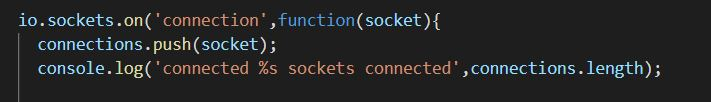 io.sockets.on('connection',function(socket){
connections.push(socket);
console.log('connected %s sockets connected',connections.length);